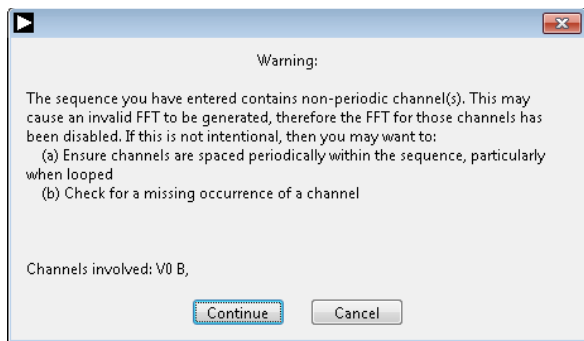 Warning:
The sequence you have entered contains non-periodic channel(s). This may
cause an invalid FFT to be generated, therefore the FFT for those channels has
been disabled. If this is not intentional, then you may want to:
(a) Ensure channels are spaced periodically within the sequence, particularly
when looped
(b) Check for a missing occurrence of a channel
Channels involved: V0 B,
Continue
Cancel